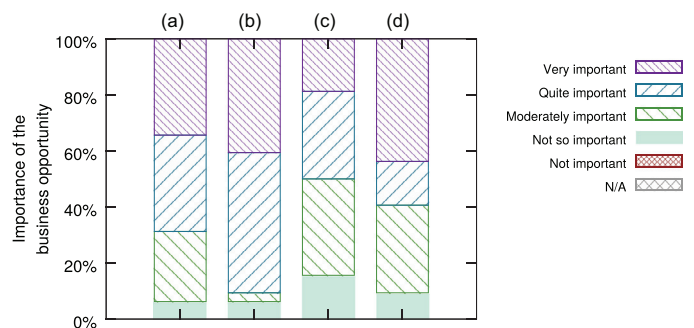 (a) (b) (c) (d)
100%
80%
60%
40%
20%
0%
Importance of the
business opportunity
Very important
Quite important
Moderately important
Not so important
Not important
N/A